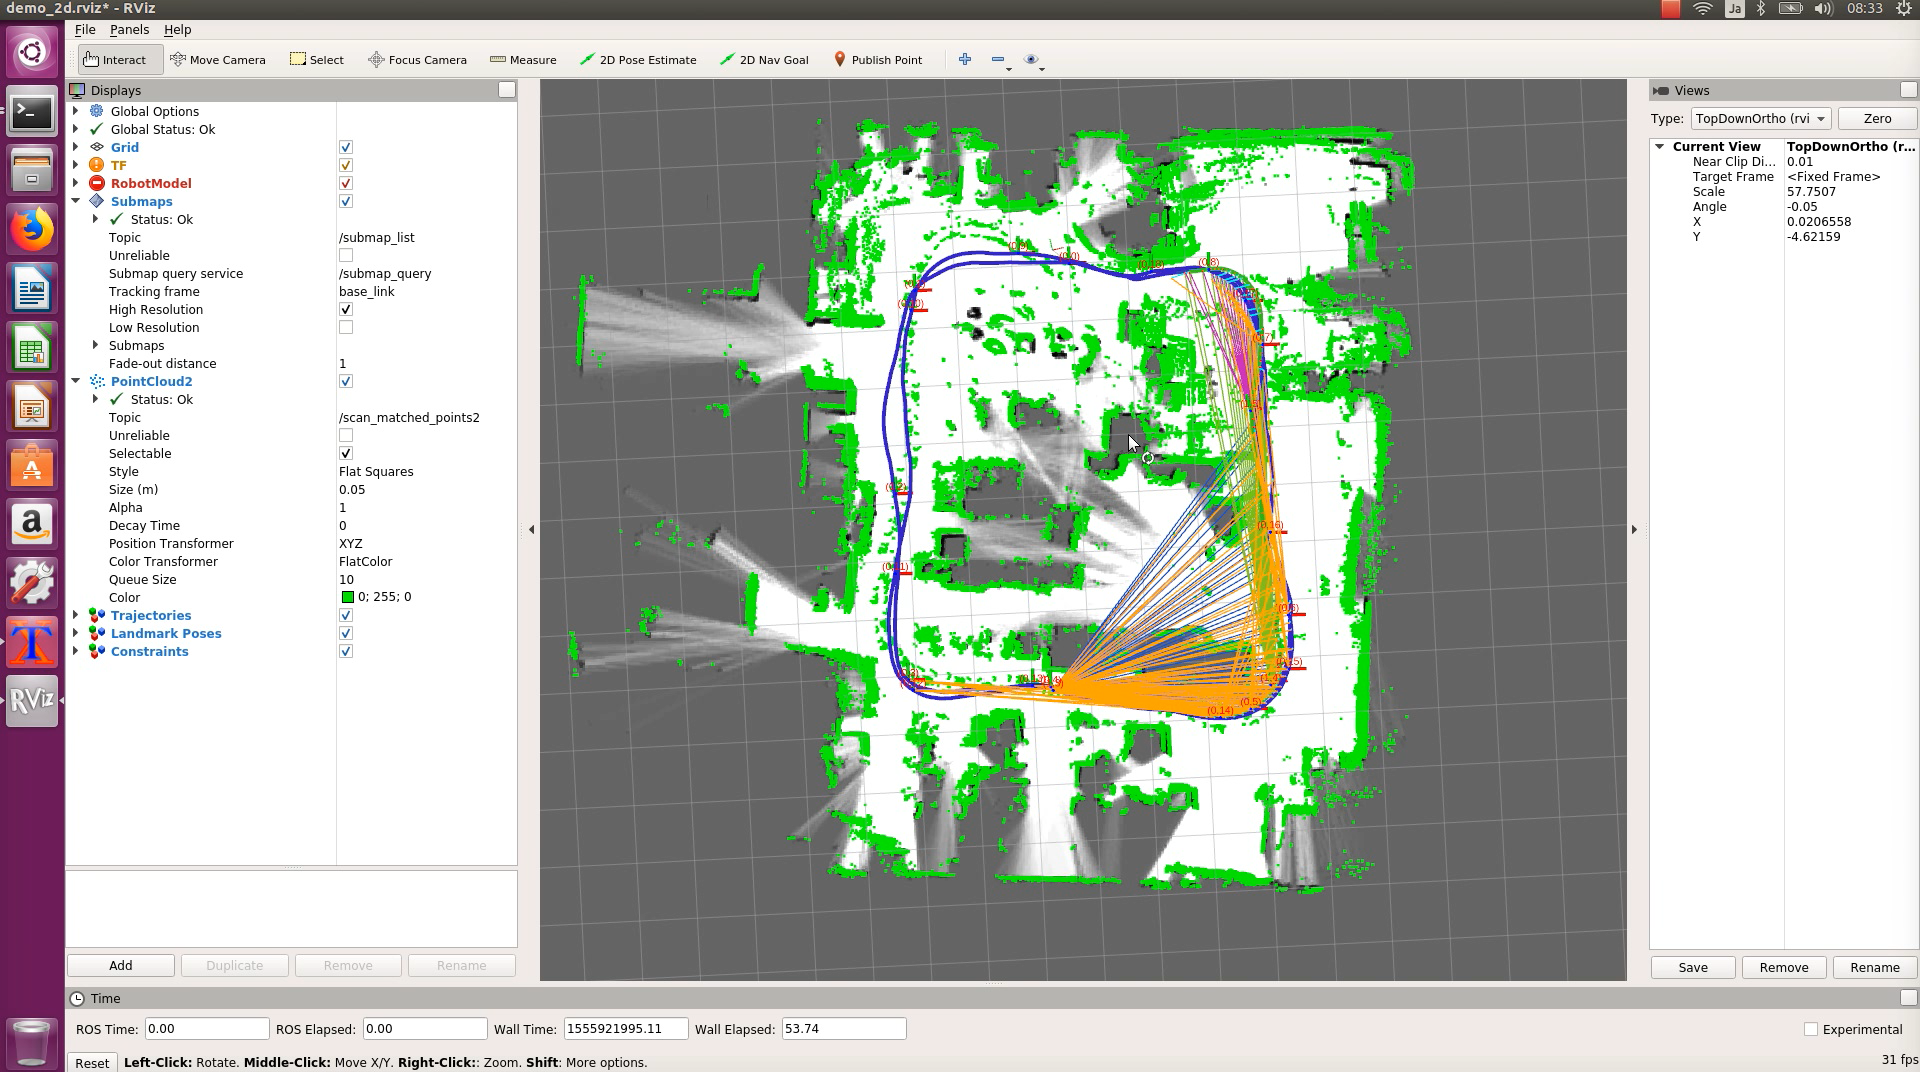 demo_2d.rviz* - RViz
Ja
08:33
File Panels Help
Interact Move Camera Select Focus Camera Measure 2D Pose Estimate 2D Nav Goal Publish Point
Displays
Global Options
Global Status: Ok
Grid
TF
RobotModel
Submaps
Status: Ok
Topic /submap_list
Unreliable
Submap query service /submap_query
Tracking frame base_link
High Resolution
Low Resolution
Submaps
Fade-out distance 1
PointCloud2
Status: Ok
Topic /scan_matched_points2
Unreliable
Selectable
Style Flat Squares
Size (m) 0.05
Alpha 1
Decay Time 0
Position Transformer XYZ
Color Transformer FlatColor
Queue Size 10
Color 0; 255; 0
Trajectories
Landmark Poses
Constraints
Add Duplicate Remove Rename
RViz
a
(0,9)
(0,8)
(0,16)
(0,5)
(0,14)
Views
Type: TopDownOrtho (rvi Zero
Current View TopDownOrtho (r...
Near Clip Di... 0.01
Target Frame <Fixed Frame>
Scale 57.7507
Angle -0.05
X 0.0206558
Y -4.62159
Save Remove Rename
Time
ROS Time: 0.00 ROS Elapsed: 0.00 Wall Time: 1555921995.11 Wall Elapsed: 53.74 Experimental
Reset Left-Click: Rotate. Middle-Click: Move X/Y. Right-Click:: Zoom. Shift: More options. 31 fps